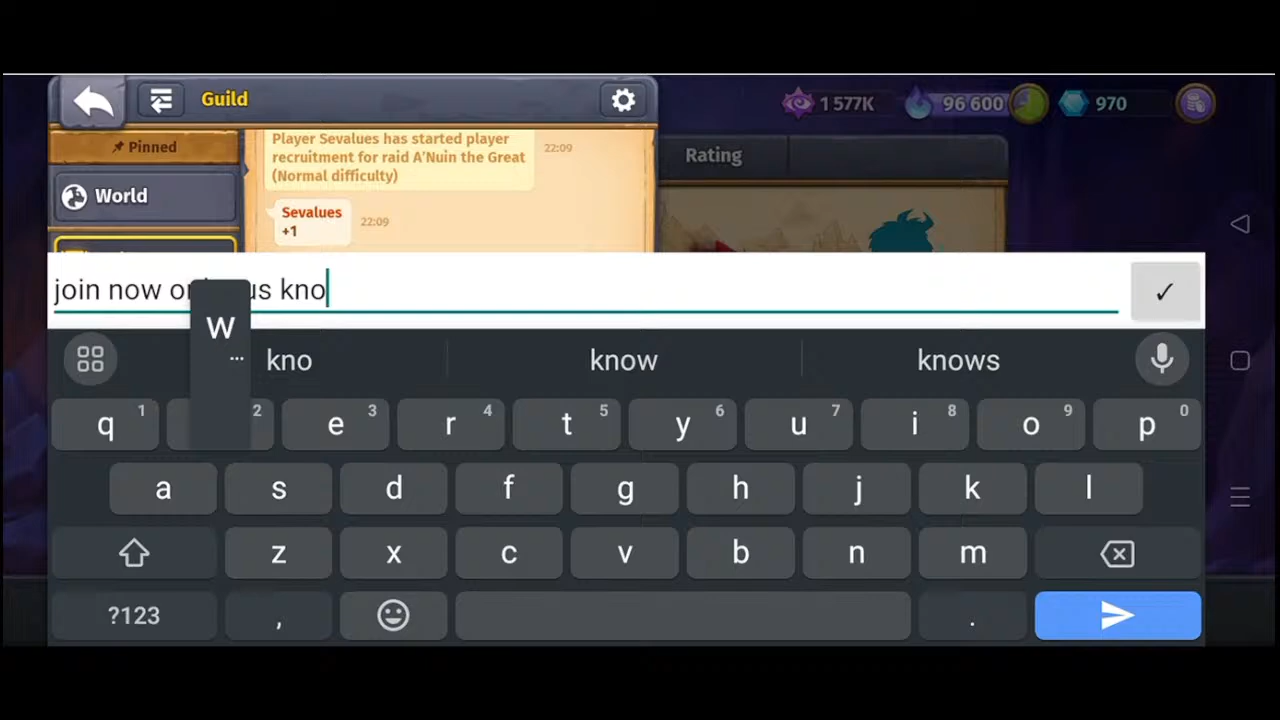 Guild
1 577K
96 600
970
Pinned
Player Sevalues has started player
recruitment for raid A'Nuin the Great
(Normal difficulty)
22:09
Rating
World
Sevalues
+1
22:09
join now or us kno
✓
w
...
kno
know
knows
q 1
2
e 3
r 4
t 5
y 6
u 7
i 8
o 9
p 0
a
s
d
f
g
h
j
k
l
z
x
c
v
b
n
m
?123
,
.